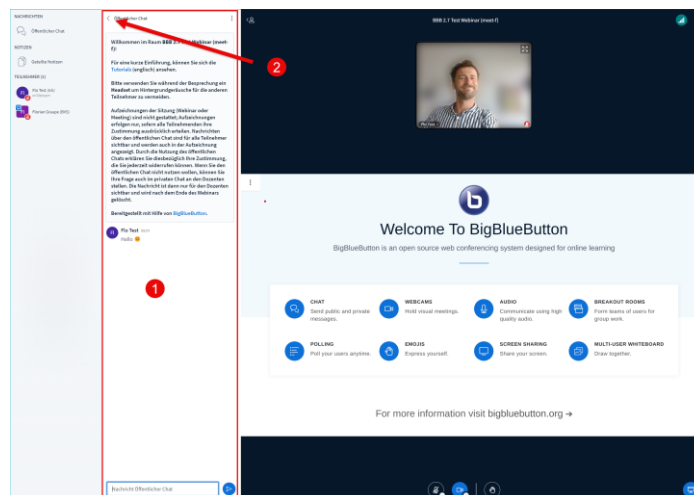 NACHRICHTEN
Öffentlicher Chat
NOTIZEN
Geteilte Notizen
TEILNEHMER (2)
Flo Test (Ich)
Öffentlicher Chat
Willkommen im Raum BBB 2.7 Test Webinar (meet-
f)!
Für eine kurze Einführung, können Sie sich die
Tutorials (englisch) ansehen.
Bitte verwenden Sie während der Besprechung ein
Headset um Hintergrundgeräusche für die anderen
Teilnehmer zu vermeiden.
Aufzeichnungen der Sitzung (Webinar oder
Meeting) sind nicht gestattet; Aufzeichnungen
erfolgen nur, sofern alle Teilnehmenden ihre
Zustimmung ausdrücklich erteilen. Nachrichten
über den öffentlichen Chat sind für alle Teilnehmer
sichtbar und werden auch in der Aufzeichnung
angezeigt. Durch die Nutzung des öffentlichen
Chats erklären Sie diesbezüglich Ihre Zustimmung,
die Sie jederzeit widerrufen können. Wenn Sie den
öffentlichen Chat nicht nutzen wollen, können Sie
Ihre Frage auch im privaten Chat an den Dozenten
stellen. Die Nachricht ist dann nur für den Dozenten
sichtbar und wird nach dem Ende des Webinars
gelöscht.
Bereitgestellt mit Hilfe von BigBlueButton.
Flo Test
Hallo
1
Nachricht Öffentlicher Chat
2
BBB 2.7 Test Webinar (meet-f)
Flo Test
b
Welcome To BigBlueButton
BigBlueButton is an open source web conferencing system designed for online learning
CHAT
Send public and private
messages.
WEBCAMS
Hold visual meetings.
AUDIO
Communicate using high
quality audio.
BREAKOUT ROOMS
Form teams of users for
group work.
POLLING
Poll your users anytime.
EMOJIS
Express yourself.
SCREEN SHARING
Share your screen.
MULTI-USER WHITEBOARD
Draw together.
For more information visit bigbluebutton.org →